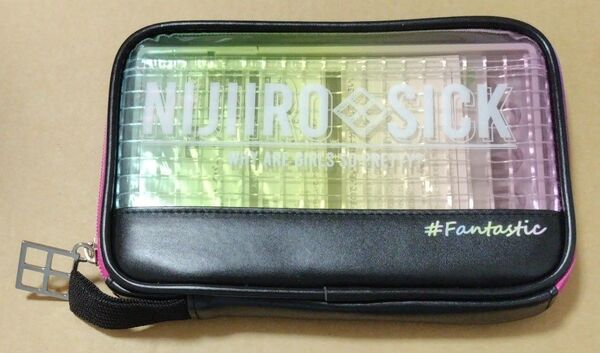 NIJIIRO SICK
WHY ARE GIRLS SO PRETTY?
#Fantastic